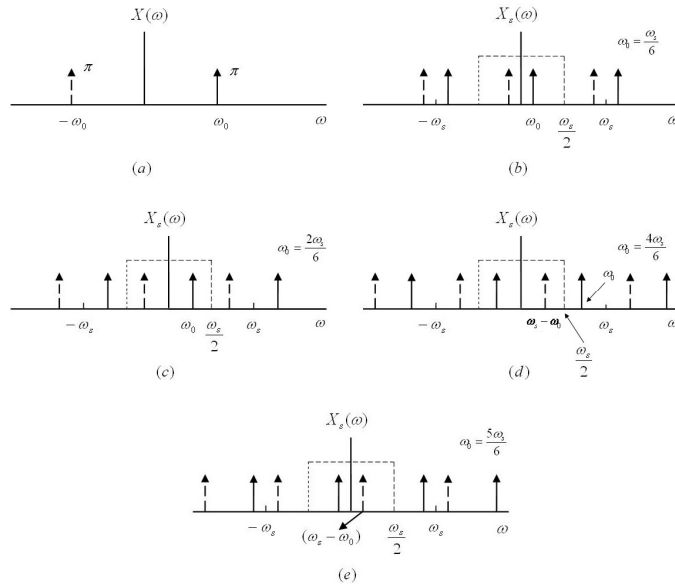 X(ω)
π π
− ω₀ ω₀ ω
(a)
Xₛ(ω)
ω₀ = ωₛ/6
− ωₛ ω₀ ωₛ/2 ωₛ ω
(b)
Xₛ(ω)
ω₀ = 2ωₛ/6
− ωₛ ω₀ ωₛ/2 ωₛ ω
(c)
Xₛ(ω)
ω₀ = 4ωₛ/6
ω₀
− ωₛ ωₛ − ω₀ ωₛ ω
ωₛ/2
(d)
Xₛ(ω)
ω₀ = 5ωₛ/6
− ωₛ (ωₛ − ω₀) ωₛ/2 ωₛ ω
(e)